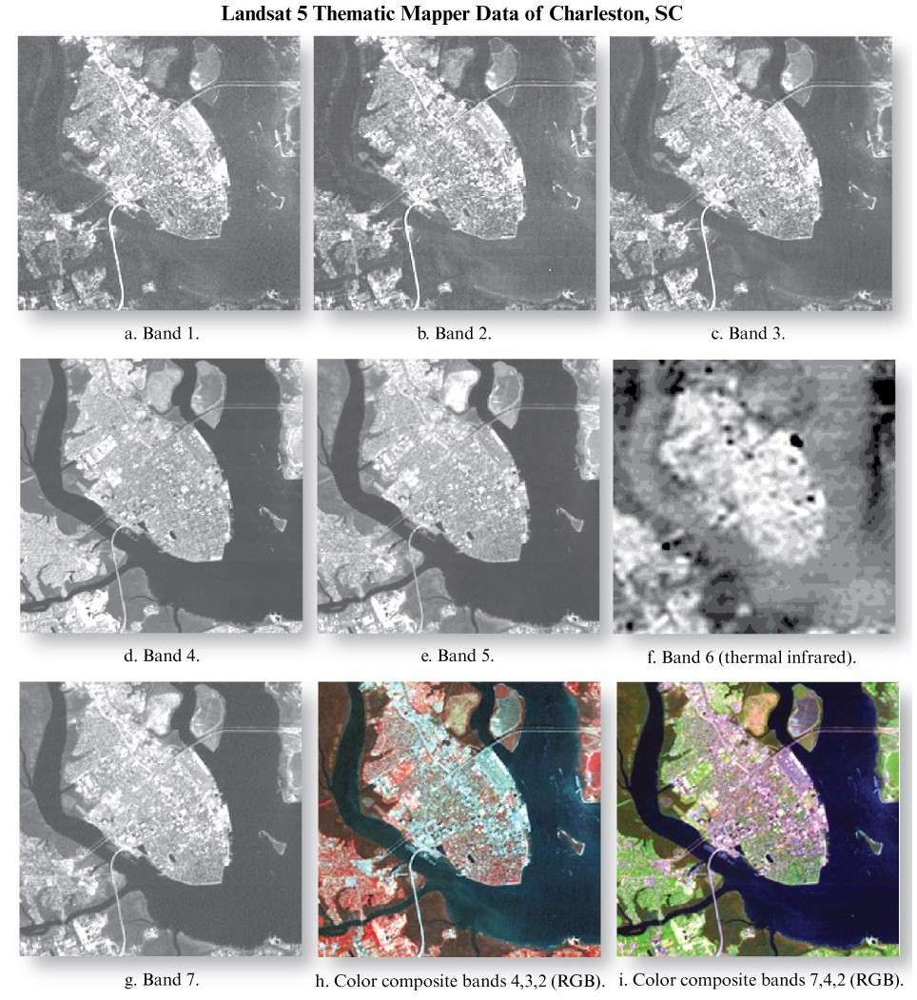 Landsat 5 Thematic Mapper Data of Charleston, SC
a. Band 1.
b. Band 2.
c. Band 3.
d. Band 4.
e. Band 5.
f. Band 6 (thermal infrared).
g. Band 7.
h. Color composite bands 4,3,2 (RGB).
i. Color composite bands 7,4,2 (RGB).